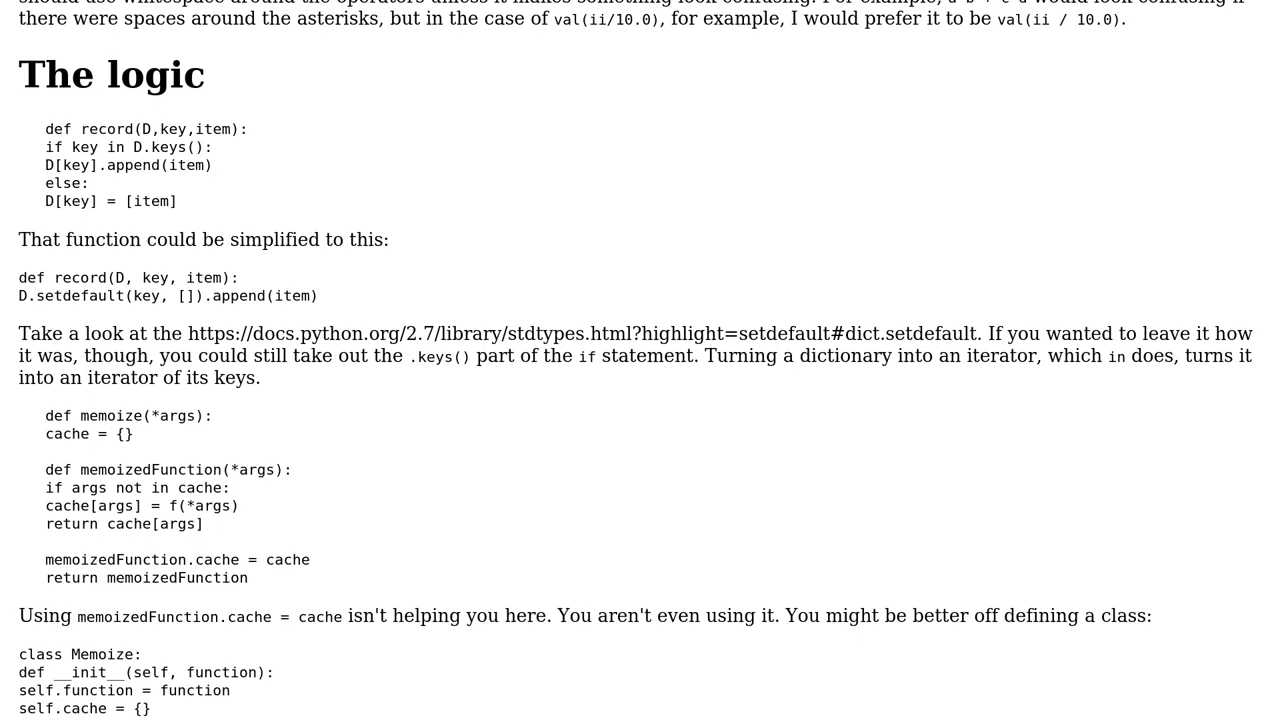 there were spaces around the asterisks, but in the case of val(ii/10.0), for example, I would prefer it to be val(ii / 10.0).
The logic
def record(D,key,item):
if key in D.keys():
D[key].append(item)
else:
D[key] = [item]
That function could be simplified to this:
def record(D, key, item):
D.setdefault(key, []).append(item)
Take a look at the https://docs.python.org/2.7/library/stdtypes.html?highlight=setdefault#dict.setdefault. If you wanted to leave it how
it was, though, you could still take out the .keys() part of the if statement. Turning a dictionary into an iterator, which in does, turns it
into an iterator of its keys.
def memoize(*args):
cache = {}
def memoizedFunction(*args):
if args not in cache:
cache[args] = f(*args)
return cache[args]
memoizedFunction.cache = cache
return memoizedFunction
Using memoizedFunction.cache = cache isn't helping you here. You aren't even using it. You might be better off defining a class:
class Memoize:
def __init__(self, function):
self.function = function
self.cache = {}